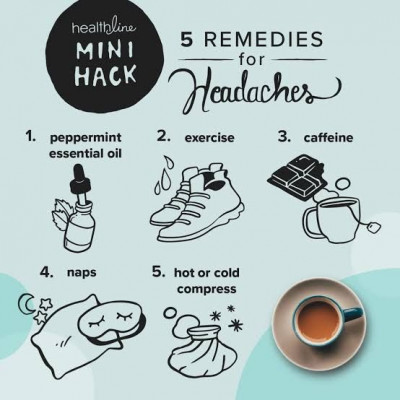 healthline
MINI
HACK
5 REMEDIES
for
Headaches
1. peppermint
essential oil
2. exercise
3. caffeine
4. naps
5. hot or cold
compress